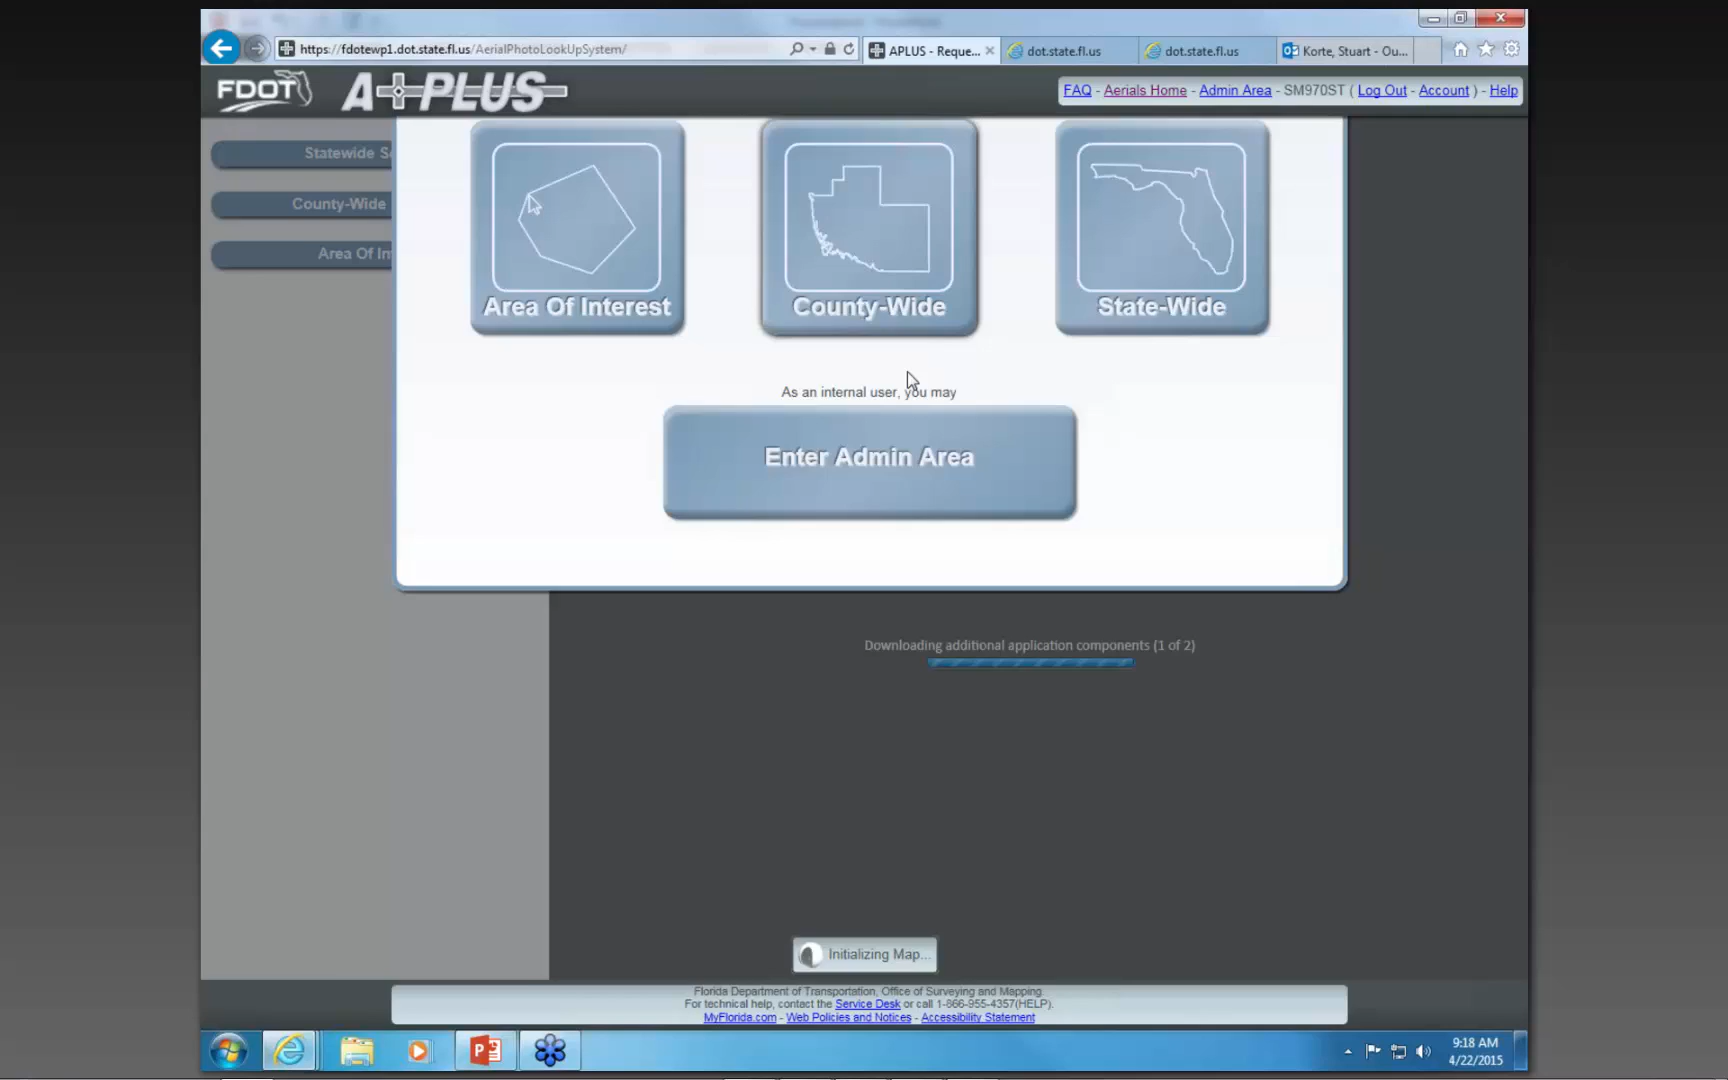 https://fdotewp1.dot.state.fl.us/AerialPhotoLookUpSystem/
APLUS - Reque...
dot.state.fl.us
dot.state.fl.us
Korte, Stuart - Ou...
FDOT
A+PLUS
FAQ - Aerials Home - Admin Area - SM970ST ( Log Out - Account ) - Help
Statewide S
County-Wide
Area Of In
Area Of Interest
County-Wide
State-Wide
As an internal user, you may
Enter Admin Area
Downloading additional application components (1 of 2)
Initializing Map...
Florida Department of Transportation, Office of Surveying and Mapping.
For technical help, contact the Service Desk or call 1-866-955-4357(HELP).
MyFlorida.com - Web Policies and Notices - Accessibility Statement
9:18 AM
4/22/2015